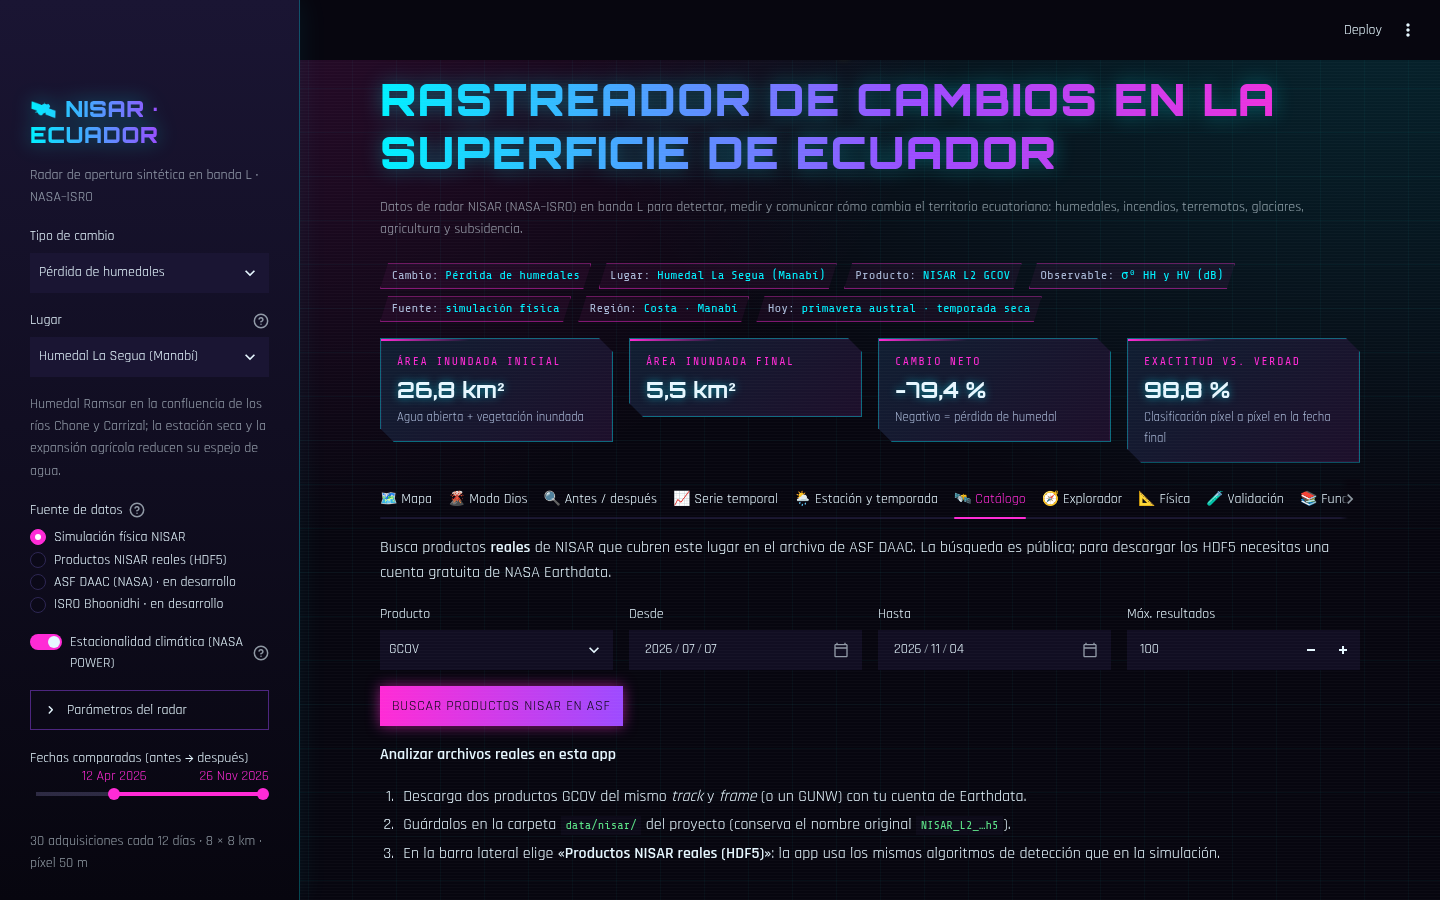 Deploy
NISAR ·
ECUADOR
Radar de apertura sintética en banda L ·
NASA-ISRO
Tipo de cambio
Pérdida de humedales
Lugar
Humedal La Segua (Manabí)
Humedal Ramsar en la confluencia de los
ríos Chone y Carrizal; la estación seca y la
expansión agrícola reducen su espejo de
agua.
Fuente de datos
Simulación física NISAR
Productos NISAR reales (HDF5)
ASF DAAC (NASA) · en desarrollo
ISRO Bhoonidhi · en desarrollo
Estacionalidad climática (NASA
POWER)
Parámetros del radar
Fechas comparadas (antes → después)
12 Apr 2026 26 Nov 2026
30 adquisiciones cada 12 días · 8 × 8 km ·
píxel 50 m
RASTREADOR DE CAMBIOS EN LA
SUPERFICIE DE ECUADOR
Datos de radar NISAR (NASA-ISRO) en banda L para detectar, medir y comunicar cómo cambia el territorio ecuatoriano: humedales, incendios, terremotos, glaciares,
agricultura y subsidencia.
Cambio: Pérdida de humedales Lugar: Humedal La Segua (Manabí) Producto: NISAR L2 GCOV Observable: σ⁰ HH y HV (dB)
Fuente: simulación física Región: Costa · Manabí Hoy: primavera austral · temporada seca
ÁREA INUNDADA INICIAL
26,8 km²
Agua abierta + vegetación inundada
ÁREA INUNDADA FINAL
5,5 km²
CAMBIO NETO
-79,4 %
Negativo = pérdida de humedal
EXACTITUD VS. VERDAD
98,8 %
Clasificación píxel a píxel en la fecha
final
Mapa Modo Dios Antes / después Serie temporal Estación y temporada Catálogo Explorador Física Validación Func
Busca productos reales de NISAR que cubren este lugar en el archivo de ASF DAAC. La búsqueda es pública; para descargar los HDF5 necesitas una
cuenta gratuita de NASA Earthdata.
Producto Desde Hasta Máx. resultados
GCOV 2026 / 07 / 07 2026 / 11 / 04 100
BUSCAR PRODUCTOS NISAR EN ASF
Analizar archivos reales en esta app
1. Descarga dos productos GCOV del mismo track y frame (o un GUNW) con tu cuenta de Earthdata.
2. Guárdalos en la carpeta data/nisar/ del proyecto (conserva el nombre original NISAR_L2_…h5 ).
3. En la barra lateral elige «Productos NISAR reales (HDF5)»: la app usa los mismos algoritmos de detección que en la simulación.